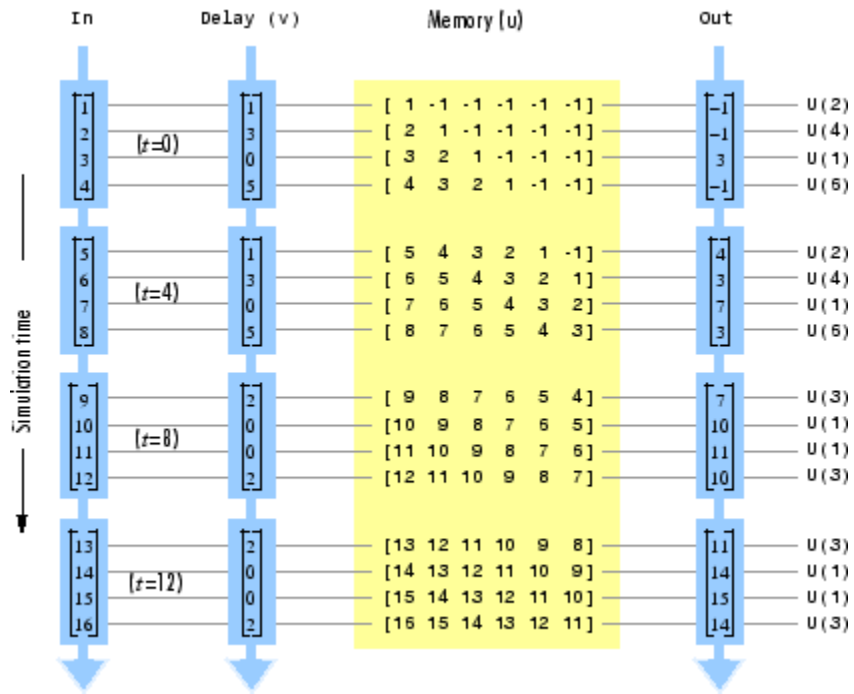 In Delay (v) Memory (u) Out
1 1 [ 1 -1 -1 -1 -1 -1] -1 U(2)
2 3 [ 2 1 -1 -1 -1 -1] -1 U(4)
(t=0)
3 0 [ 3 2 1 -1 -1 -1] 3 U(1)
4 5 [ 4 3 2 1 -1 -1] -1 U(6)
5 1 [ 5 4 3 2 1 -1] 4 U(2)
6 3 [ 6 5 4 3 2 1] 3 U(4)
(t=4)
7 0 [ 7 6 5 4 3 2] 7 U(1)
8 5 [ 8 7 6 5 4 3] 3 U(6)
Simulation time
9 2 [ 9 8 7 6 5 4] 7 U(3)
10 0 [10 9 8 7 6 5] 10 U(1)
(t=8)
11 0 [11 10 9 8 7 6] 11 U(1)
12 2 [12 11 10 9 8 7] 10 U(3)
13 2 [13 12 11 10 9 8] 11 U(3)
14 0 [14 13 12 11 10 9] 14 U(1)
(t=12)
15 0 [15 14 13 12 11 10] 15 U(1)
16 2 [16 15 14 13 12 11] 14 U(3)